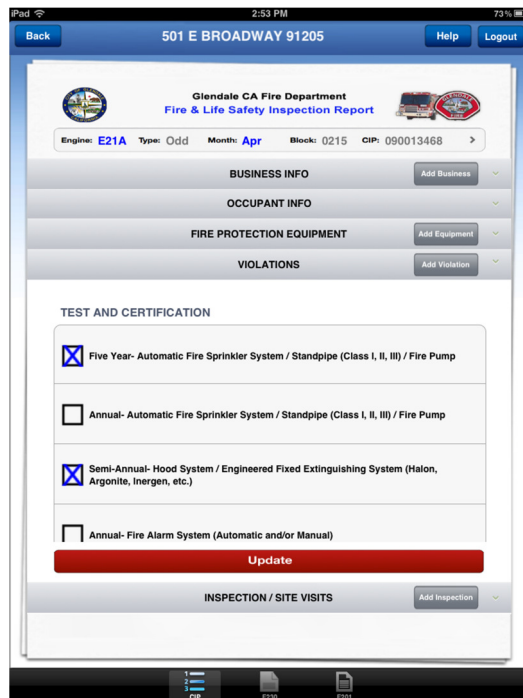 iPad 2:53 PM 73%
Back 501 E BROADWAY 91205 Help Logout
Glendale CA Fire Department
Fire & Life Safety Inspection Report
Engine: E21A Type: Odd Month: Apr Block: 0215 CIP: 090013468
BUSINESS INFO Add Business
OCCUPANT INFO
FIRE PROTECTION EQUIPMENT Add Equipment
VIOLATIONS Add Violation
TEST AND CERTIFICATION
Five Year- Automatic Fire Sprinkler System / Standpipe (Class I, II, III) / Fire Pump
Annual- Automatic Fire Sprinkler System / Standpipe (Class I, II, III) / Fire Pump
Semi-Annual- Hood System / Engineered Fixed Extinguishing System (Halon,
Argonite, Inergen, etc.)
Annual- Fire Alarm System (Automatic and/or Manual)
Update
INSPECTION / SITE VISITS Add Inspection
1
2
3
CIP